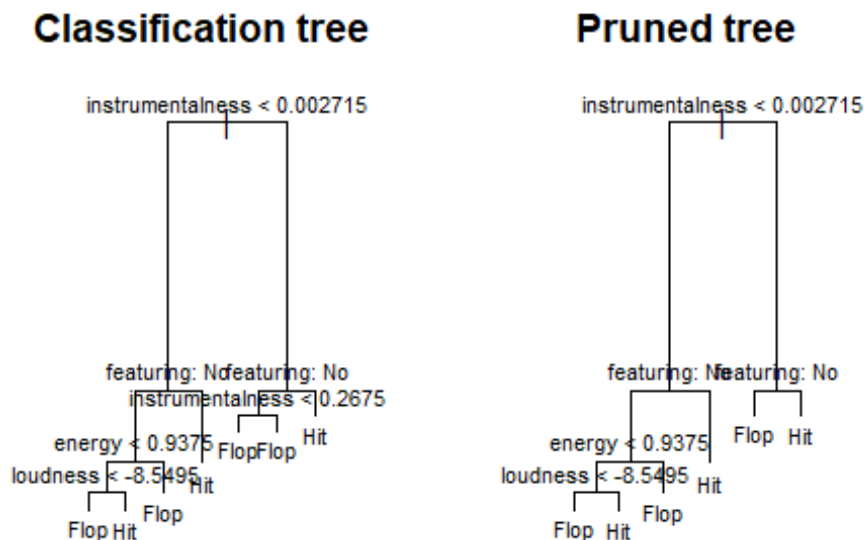 Classification tree
Pruned tree
instrumentalness < 0.002715
instrumentalness < 0.002715
featuring: No
featuring: No
instrumentalness < 0.2675
Flop
Flop
Hit
energy < 0.9375
loudness < -8.5495
Hit
Flop
Flop
Hit
featuring: No
featuring: No
Flop
Hit
energy < 0.9375
loudness < -8.5495
Hit
Flop
Flop
Hit